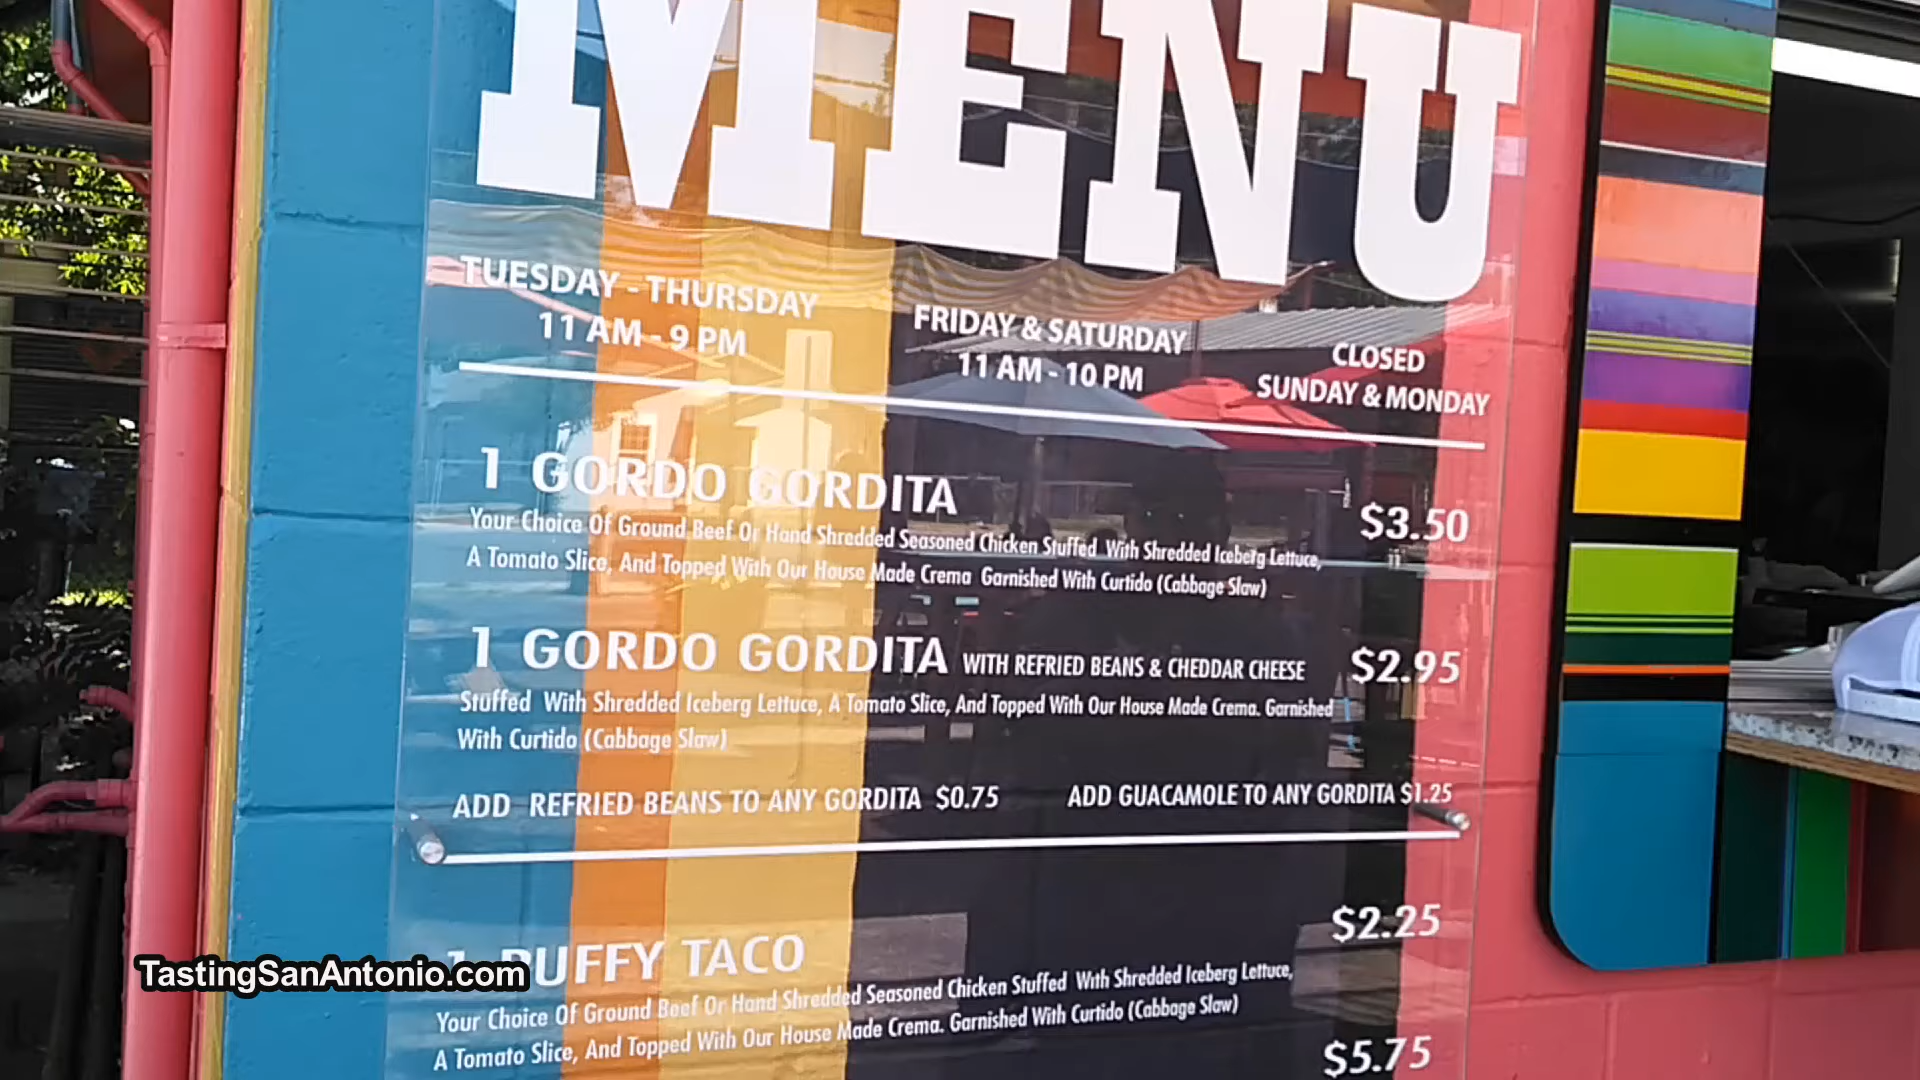 MENU
TUESDAY - THURSDAY
11 AM - 9 PM
FRIDAY & SATURDAY
11 AM - 10 PM
CLOSED
SUNDAY & MONDAY
1 GORDO GORDITA
$3.50
Your Choice Of Ground Beef Or Hand Shredded Seasoned Chicken Stuffed With Shredded Iceberg Lettuce,
A Tomato Slice, And Topped With Our House Made Crema Garnished With Curtido (Cabbage Slaw)
1 GORDO GORDITA WITH REFRIED BEANS & CHEDDAR CHEESE $2.95
Stuffed With Shredded Iceberg Lettuce, A Tomato Slice, And Topped With Our House Made Crema. Garnished
With Curtido (Cabbage Slaw)
ADD REFRIED BEANS TO ANY GORDITA $0.75 ADD GUACAMOLE TO ANY GORDITA $1.25
$2.25
1 PUFFY TACO
Your Choice Of Ground Beef Or Hand Shredded Seasoned Chicken Stuffed With Shredded Iceberg Lettuce,
A Tomato Slice, And Topped With Our House Made Crema. Garnished With Curtido (Cabbage Slaw)
$5.75
TastingSanAntonio.com